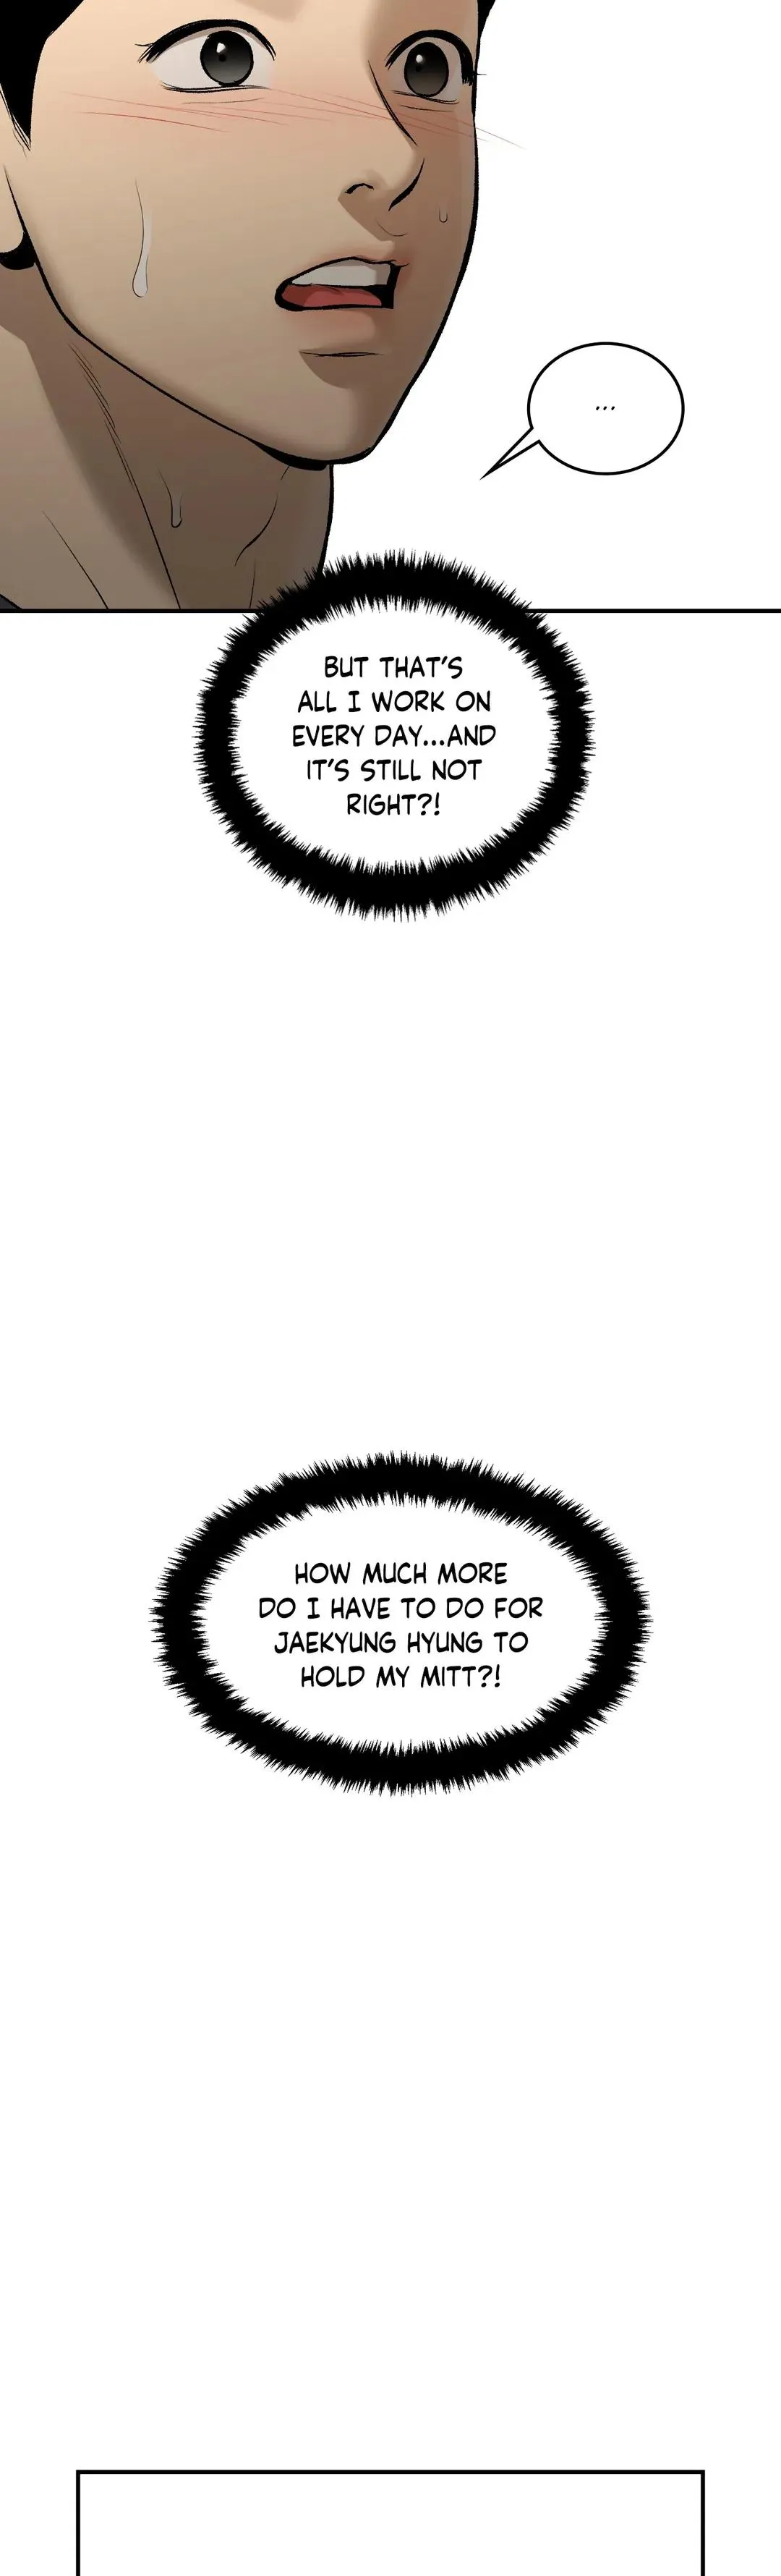 ...
BUT THAT'S
ALL I WORK ON
EVERY DAY...AND
IT'S STILL NOT
RIGHT?!
HOW MUCH MORE
DO I HAVE TO DO FOR
JAEKYUNG HYUNG TO
HOLD MY MITT?!